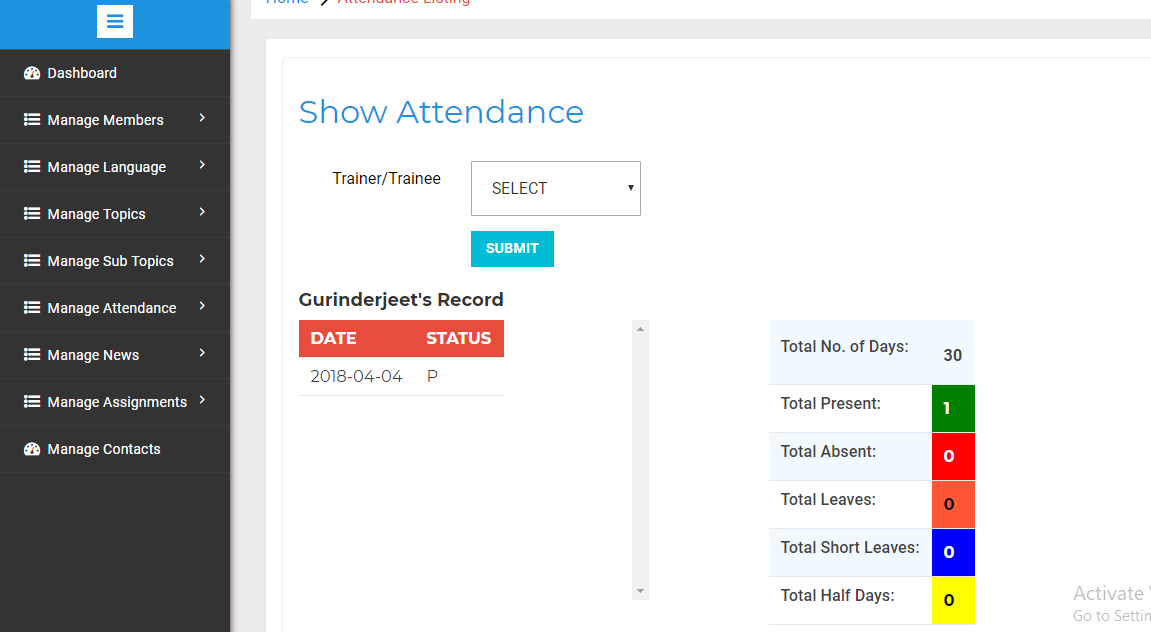 Home > Attendance Listing
Dashboard
Manage Members
Manage Language
Manage Topics
Manage Sub Topics
Manage Attendance
Manage News
Manage Assignments
Manage Contacts
Show Attendance
Trainer/Trainee
SELECT
SUBMIT
Gurinderjeet's Record
DATE STATUS
2018-04-04 P
Total No. of Days: 30
Total Present: 1
Total Absent: 0
Total Leaves: 0
Total Short Leaves: 0
Total Half Days: 0
Activate
Go to